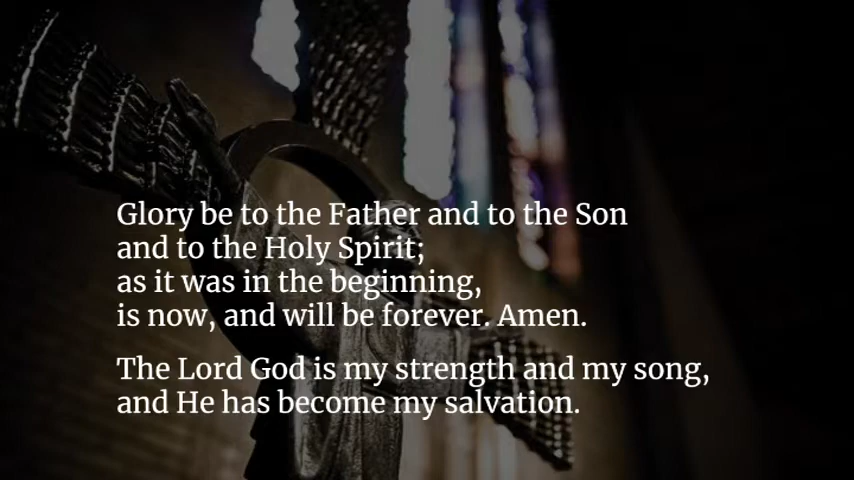 Glory be to the Father and to the Son
and to the Holy Spirit;
as it was in the beginning,
is now, and will be forever. Amen.
The Lord God is my strength and my song,
and He has become my salvation.